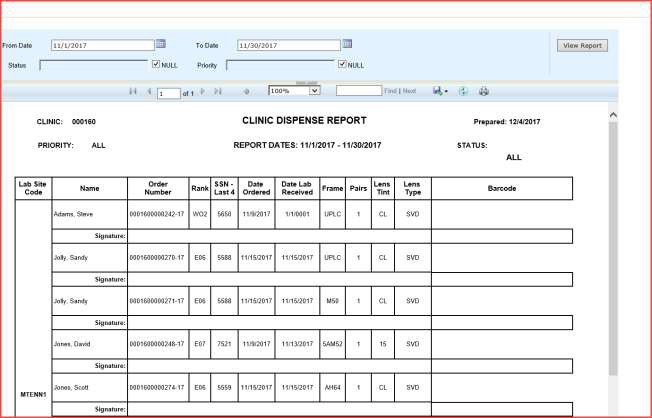 From Date 11/1/2017 To Date 11/30/2017 View Report
Status NULL Priority NULL
1 of 1 100% Find | Next
CLINIC: 000160 CLINIC DISPENSE REPORT Prepared: 12/4/2017
PRIORITY: ALL REPORT DATES: 11/1/2017 - 11/30/2017 STATUS:
ALL
Lab Site Code Name Order Number Rank SSN - Last 4 Date Ordered Date Lab Received Frame Pairs Lens Tint Lens Type Barcode
Adams, Steve 0001600000242-17 WO2 5650 11/9/2017 1/1/0001 UPLC 1 CL SVD
Signature:
Jolly, Sandy 0001600000270-17 E06 5588 11/15/2017 11/15/2017 UPLC 1 CL SVD
Signature:
Jolly, Sandy 0001600000271-17 E06 5588 11/15/2017 11/15/2017 M50 1 CL SVD
Signature:
Jones, David 0001600000248-17 E07 7521 11/9/2017 11/13/2017 5AM52 1 15 SVD
Signature:
MTENN1 Jones, Scott 0001600000274-17 E06 5559 11/15/2017 11/15/2017 AH64 1 CL SVD
Signature: